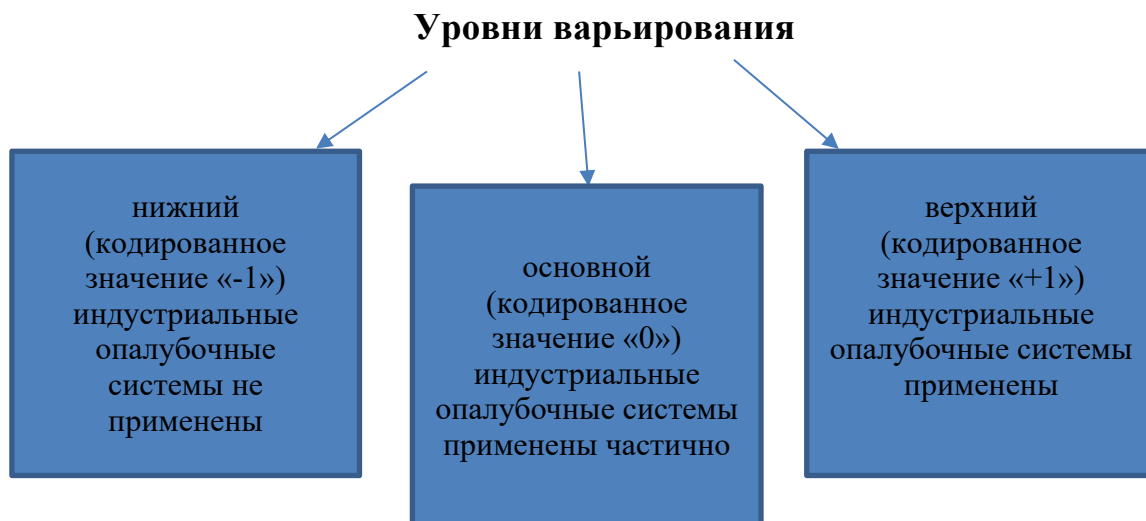 Уровни варьирования
нижний
(кодированное
значение «-1»)
индустриальные
опалубочные
системы не
применены
основной
(кодированное
значение «0»)
индустриальные
опалубочные системы
применены частично
верхний
(кодированное
значение «+1»)
индустриальные
опалубочные системы
применены